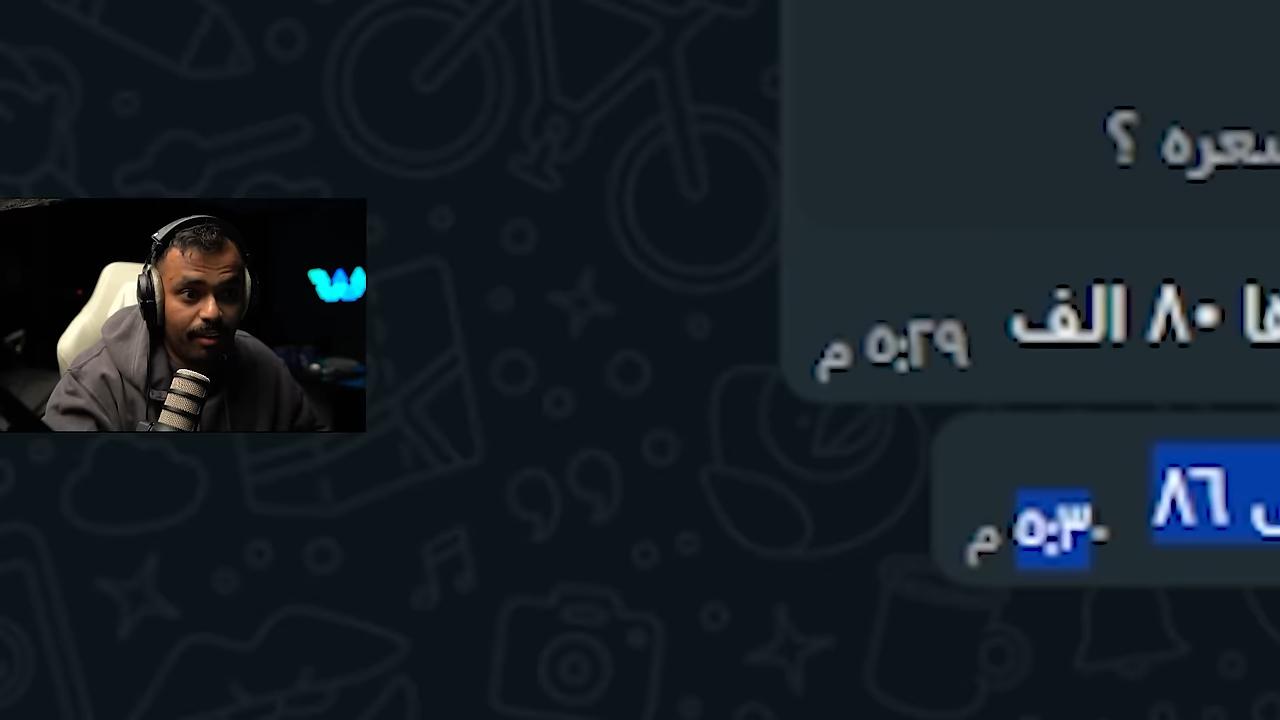 سعره ؟
٨٠ الف
٥:٢٩ م
٨٦
٥:٣٠ م